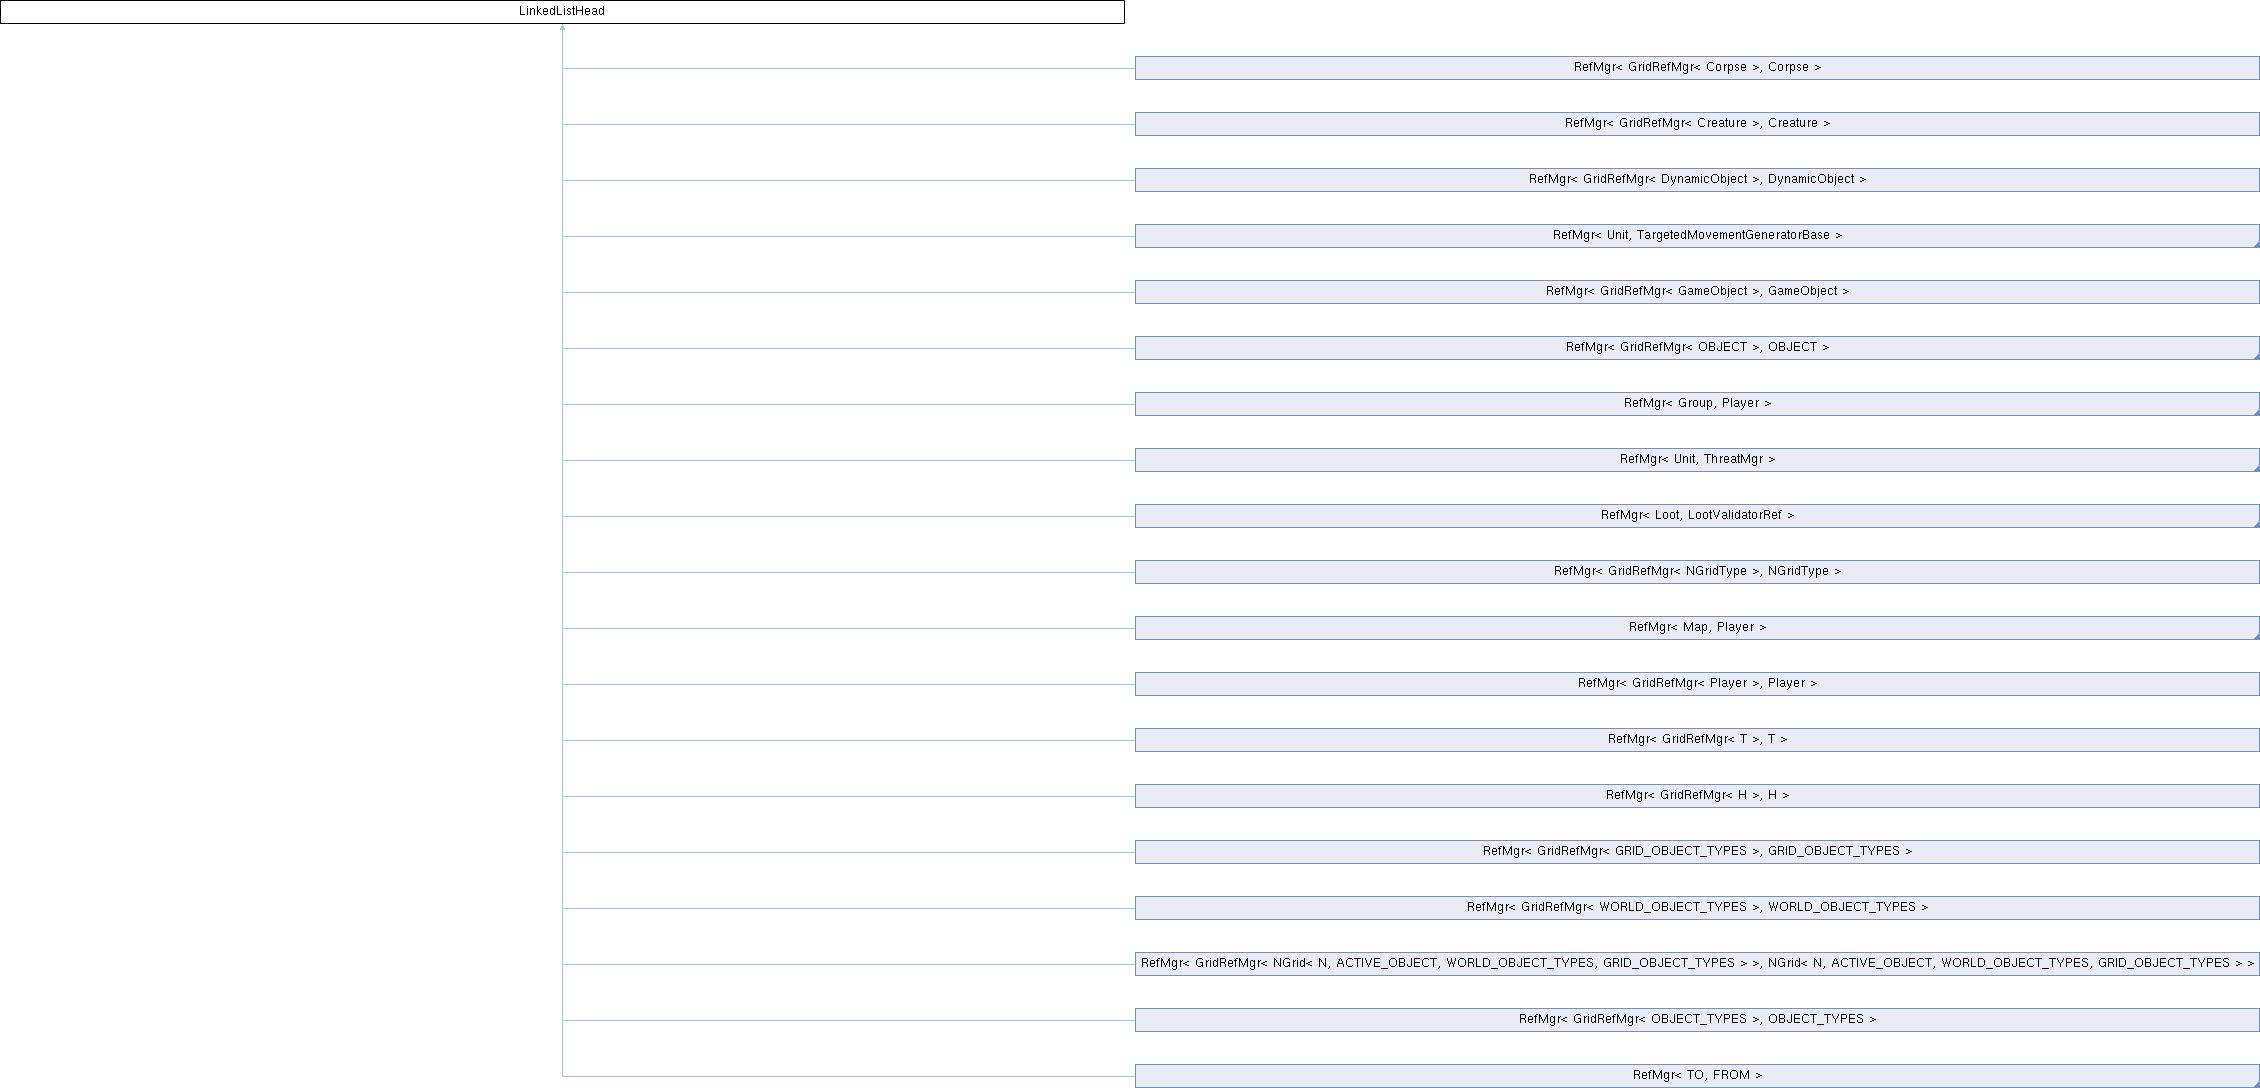 LinkedListHead
RefMgr< GridRefMgr< Corpse >, Corpse >
RefMgr< GridRefMgr< Creature >, Creature >
RefMgr< GridRefMgr< DynamicObject >, DynamicObject >
RefMgr< Unit, TargetedMovementGeneratorBase >
RefMgr< GridRefMgr< GameObject >, GameObject >
RefMgr< GridRefMgr< OBJECT >, OBJECT >
RefMgr< Group, Player >
RefMgr< Unit, ThreatMgr >
RefMgr< Loot, LootValidatorRef >
RefMgr< GridRefMgr< NGridType >, NGridType >
RefMgr< Map, Player >
RefMgr< GridRefMgr< Player >, Player >
RefMgr< GridRefMgr< T >, T >
RefMgr< GridRefMgr< H >, H >
RefMgr< GridRefMgr< GRID_OBJECT_TYPES >, GRID_OBJECT_TYPES >
RefMgr< GridRefMgr< WORLD_OBJECT_TYPES >, WORLD_OBJECT_TYPES >
RefMgr< GridRefMgr< NGrid< N, ACTIVE_OBJECT, WORLD_OBJECT_TYPES, GRID_OBJECT_TYPES > >, NGrid< N, ACTIVE_OBJECT, WORLD_OBJECT_TYPES, GRID_OBJECT_TYPES > >
RefMgr< GridRefMgr< OBJECT_TYPES >, OBJECT_TYPES >
RefMgr< TO, FROM >